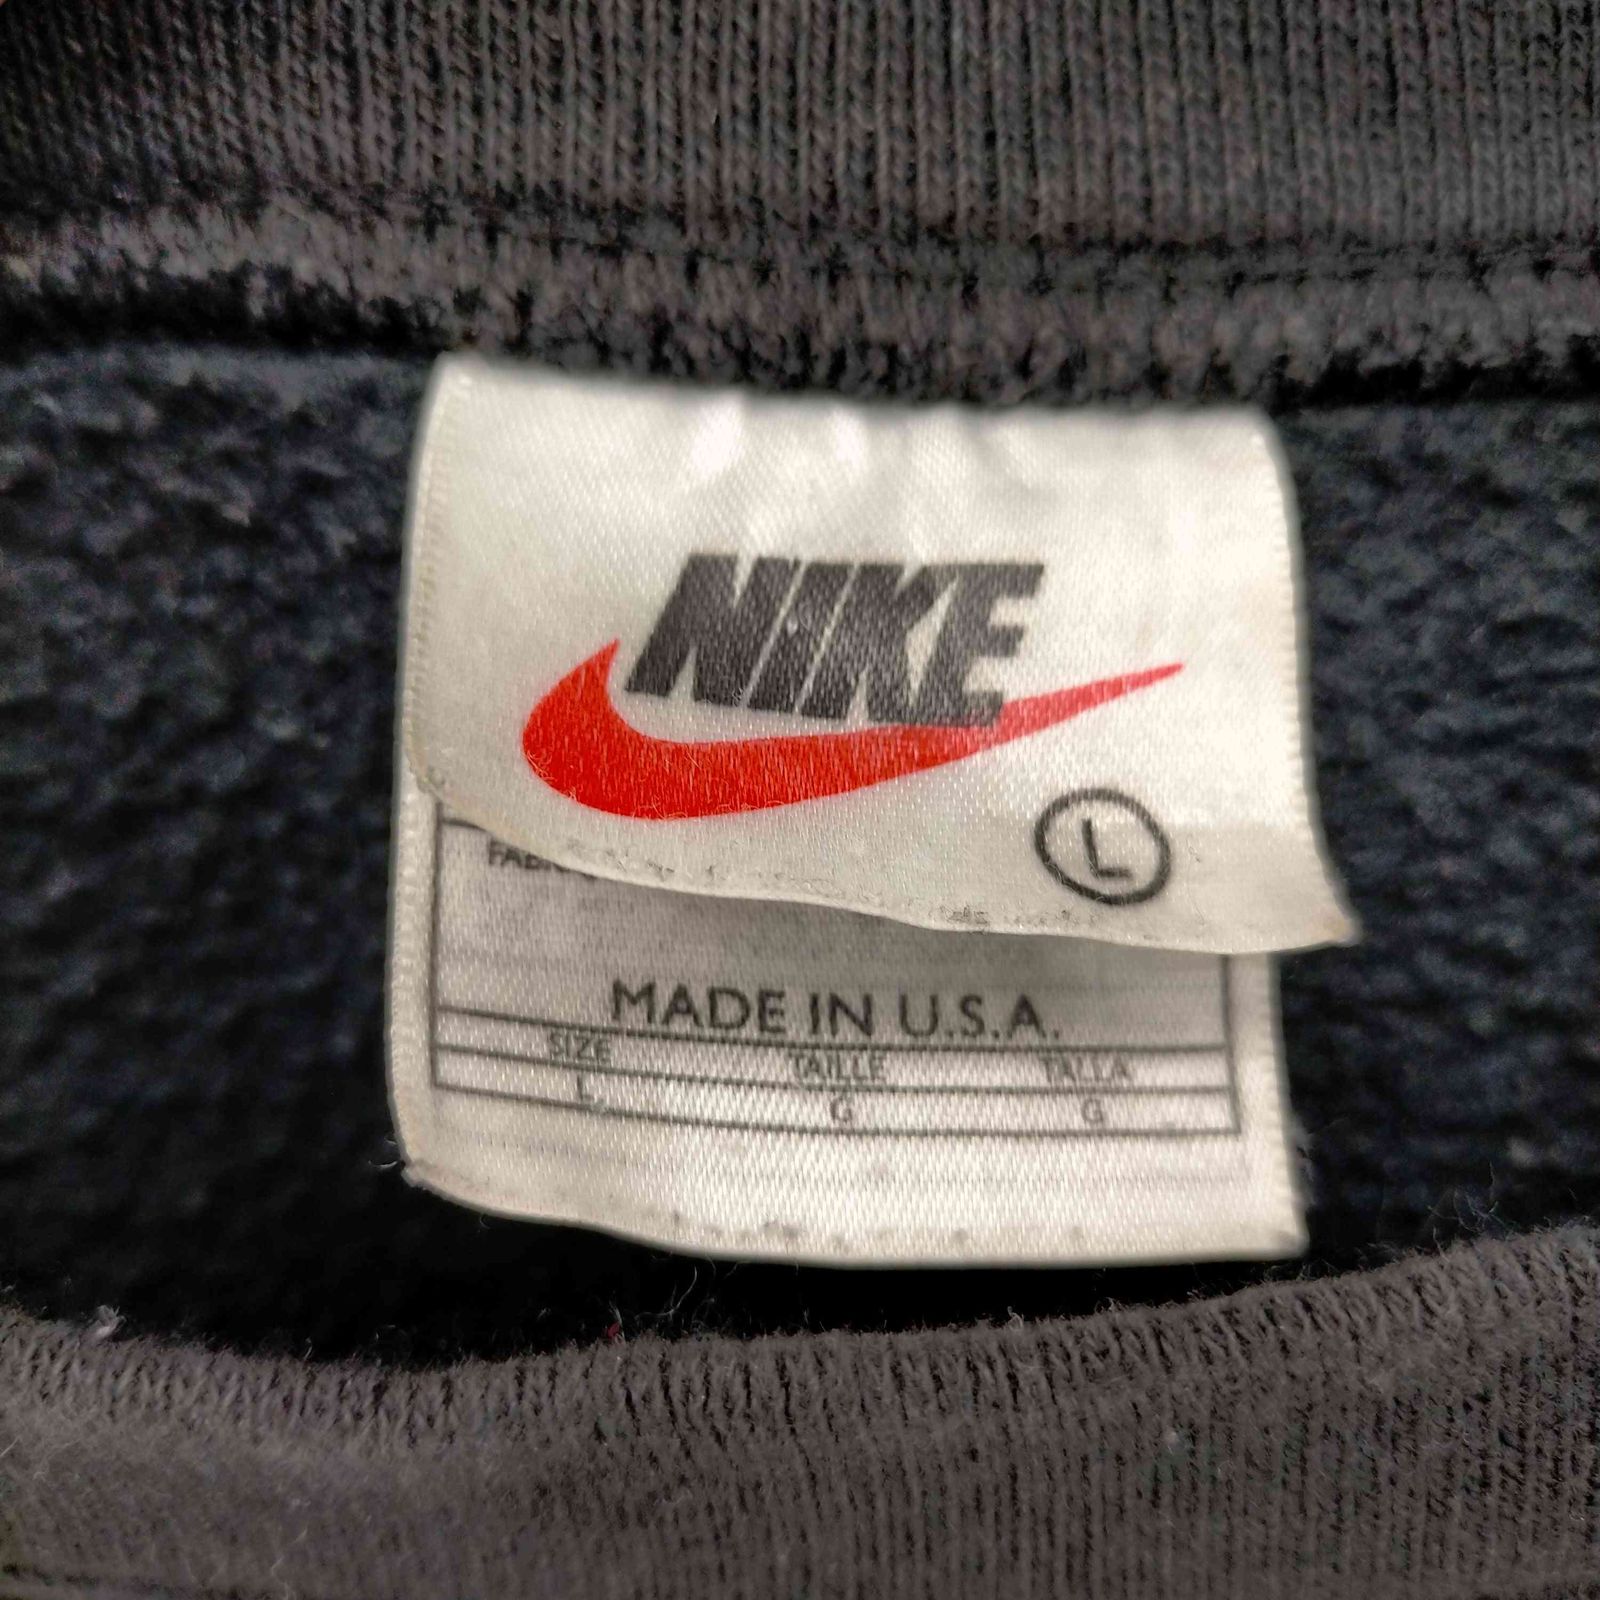 NIKE
L
MADE IN U.S.A.
SIZE TAILLE TALLA
L G G